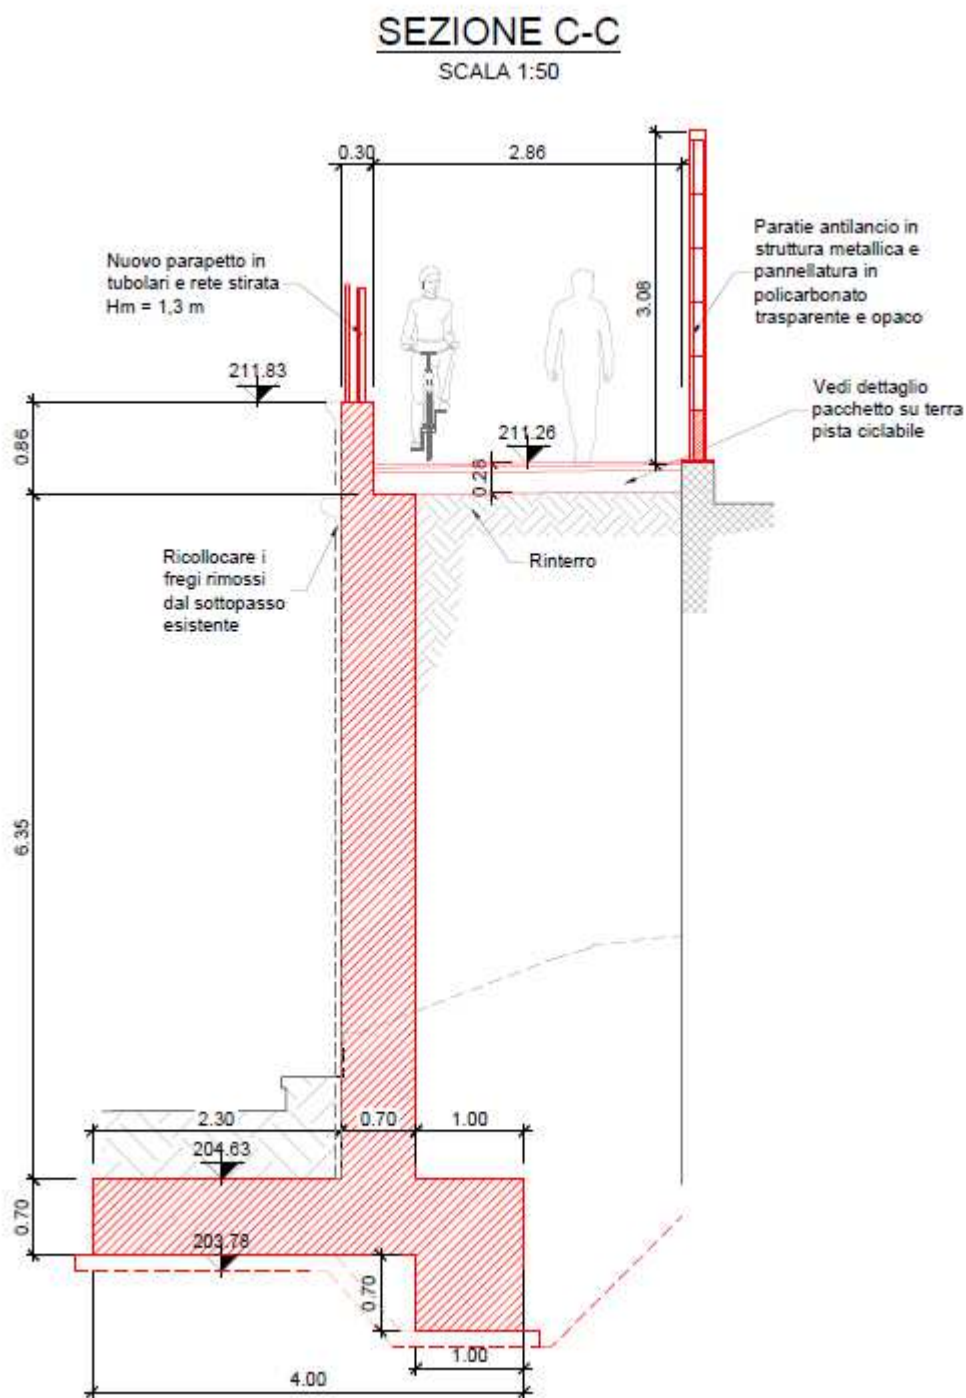 SEZIONE C-C
SCALA 1:50
0.30
2.86
Nuovo parapetto in
tubolari e rete stirata
Hm = 1,3 m
3.08
Paratie antilancio in
struttura metallica e
pannellatura in
policarbonato
trasparente e opaco
211.83
Vedi dettaglio
pacchetto su terra
pista ciclabile
0.86
211.26
0.28
Ricollocare i
fregi rimossi
dal sottopasso
esistente
Rinterro
6.35
2.30
0.70
1.00
204.63
0.70
203.78
0.70
1.00
4.00